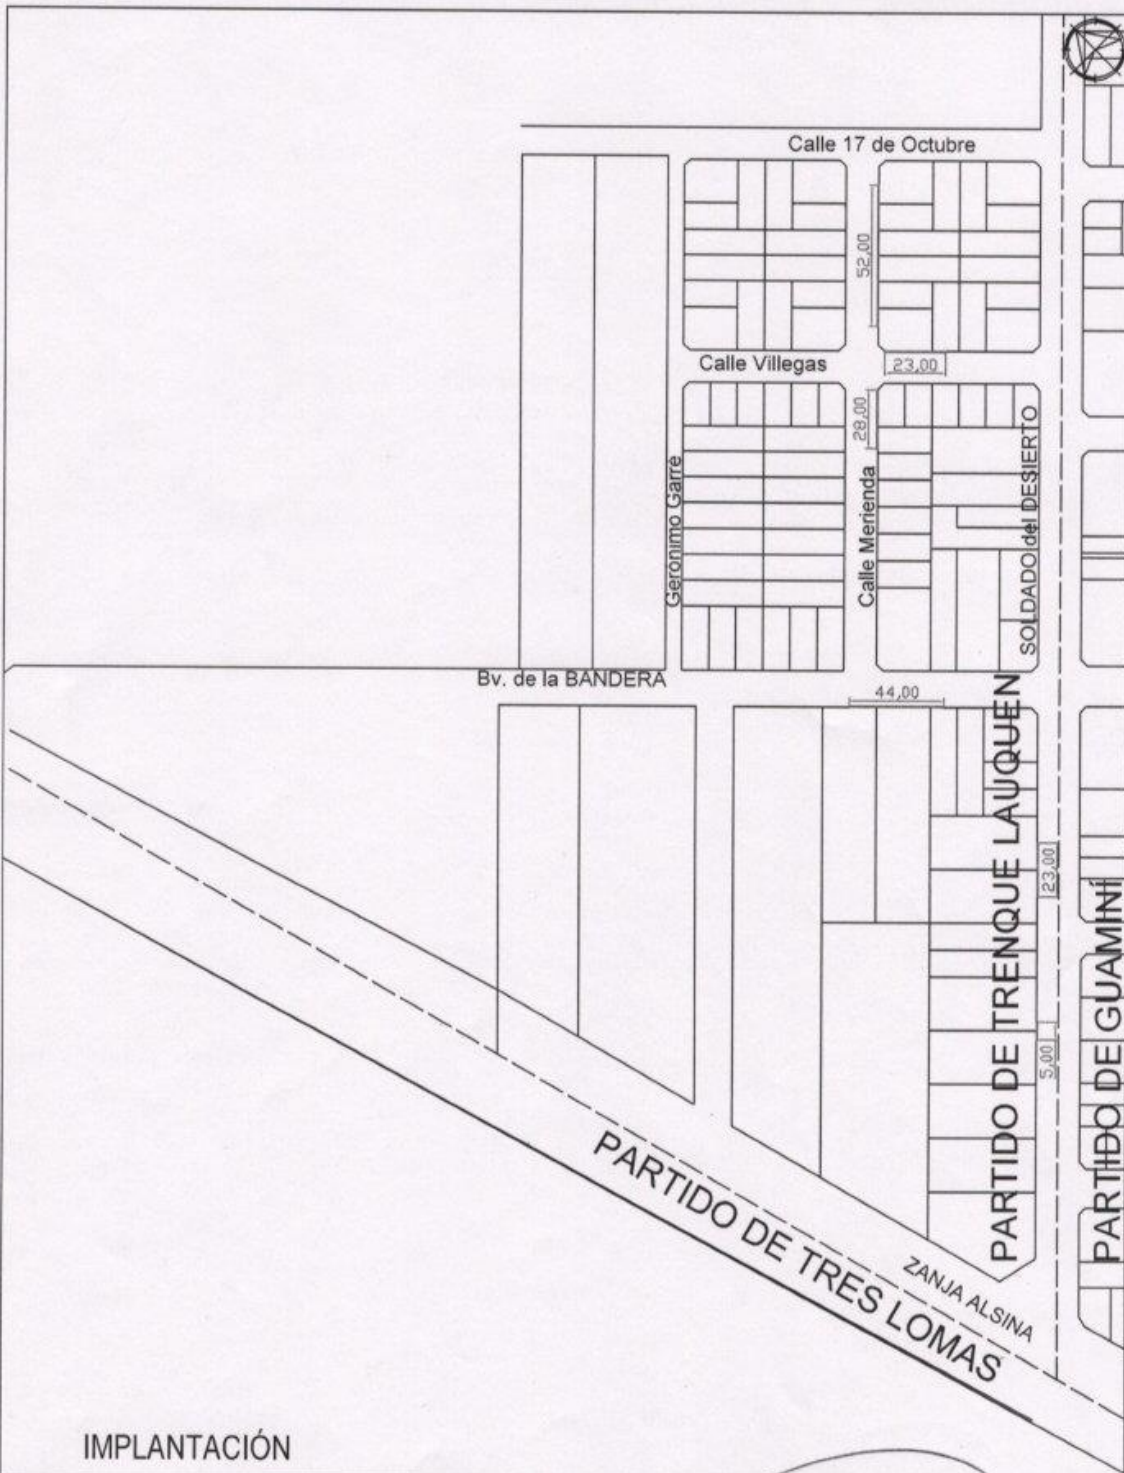 Calle 17 de Octubre
52,00
Calle Villegas
23,00
28,00
Geronimo Garre
Calle Merienda
SOLDADO del DESIERTO
Bv. de la BANDERA
44,00
PARTIDO DE TRENQUE LAUQUEN
23,00
PARTIDO DE GUAMINÍ
5,00
PARTIDO DE TRES LOMAS
ZANJA ALSINA
IMPLANTACIÓN